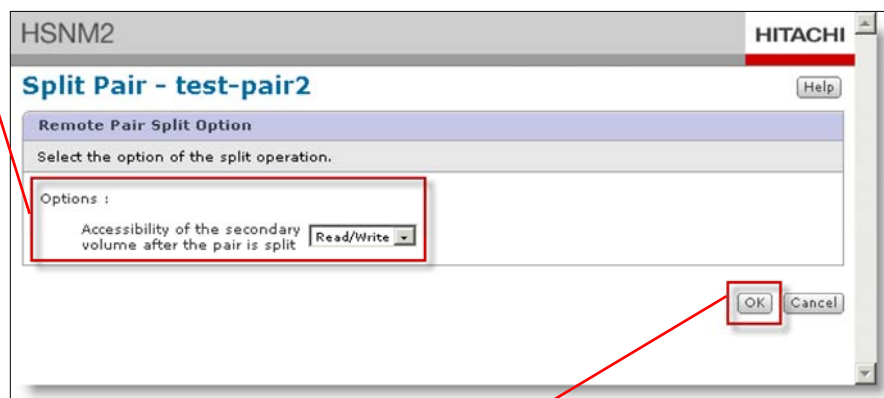 HSNM2
HITACHI
Split Pair - test-pair2
Help
Remote Pair Split Option
Select the option of the split operation.
Options :
Accessibility of the secondary
volume after the pair is split
Read/Write
OK Cancel